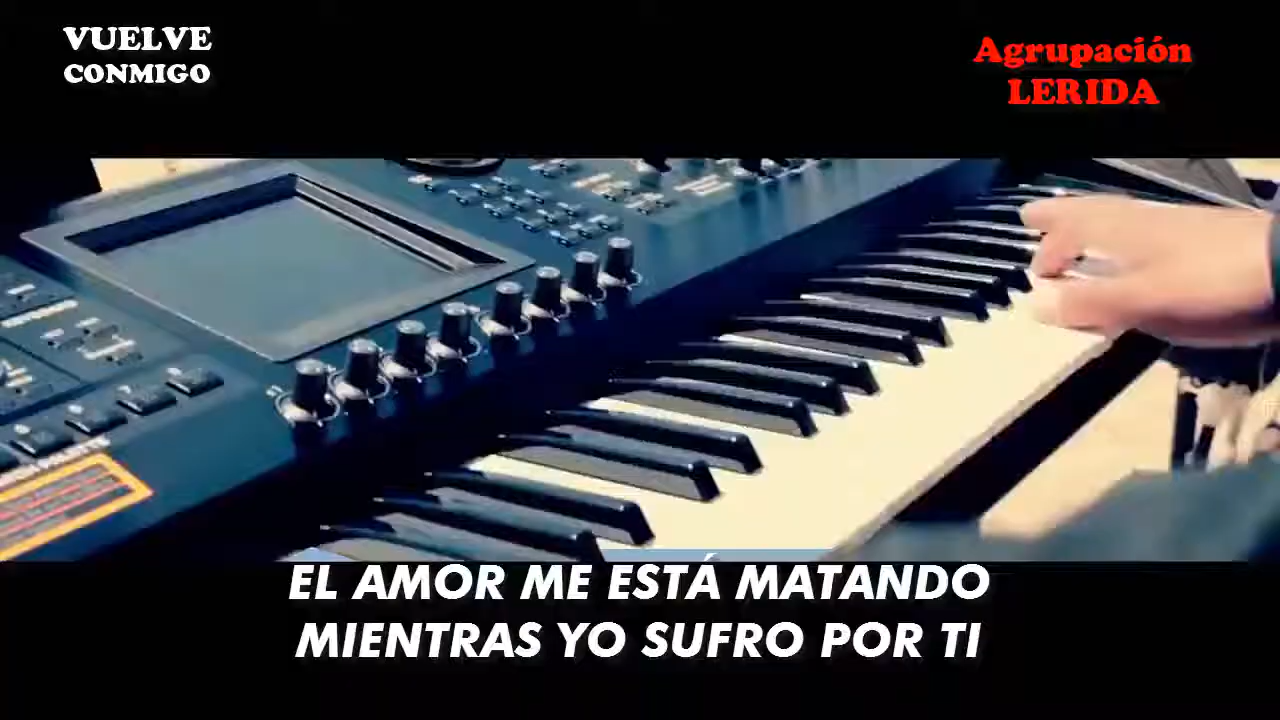 VUELVE
CONMIGO
Agrupación
LERIDA
EL AMOR ME ESTÁ MATANDO
MIENTRAS YO SUFRO POR TI